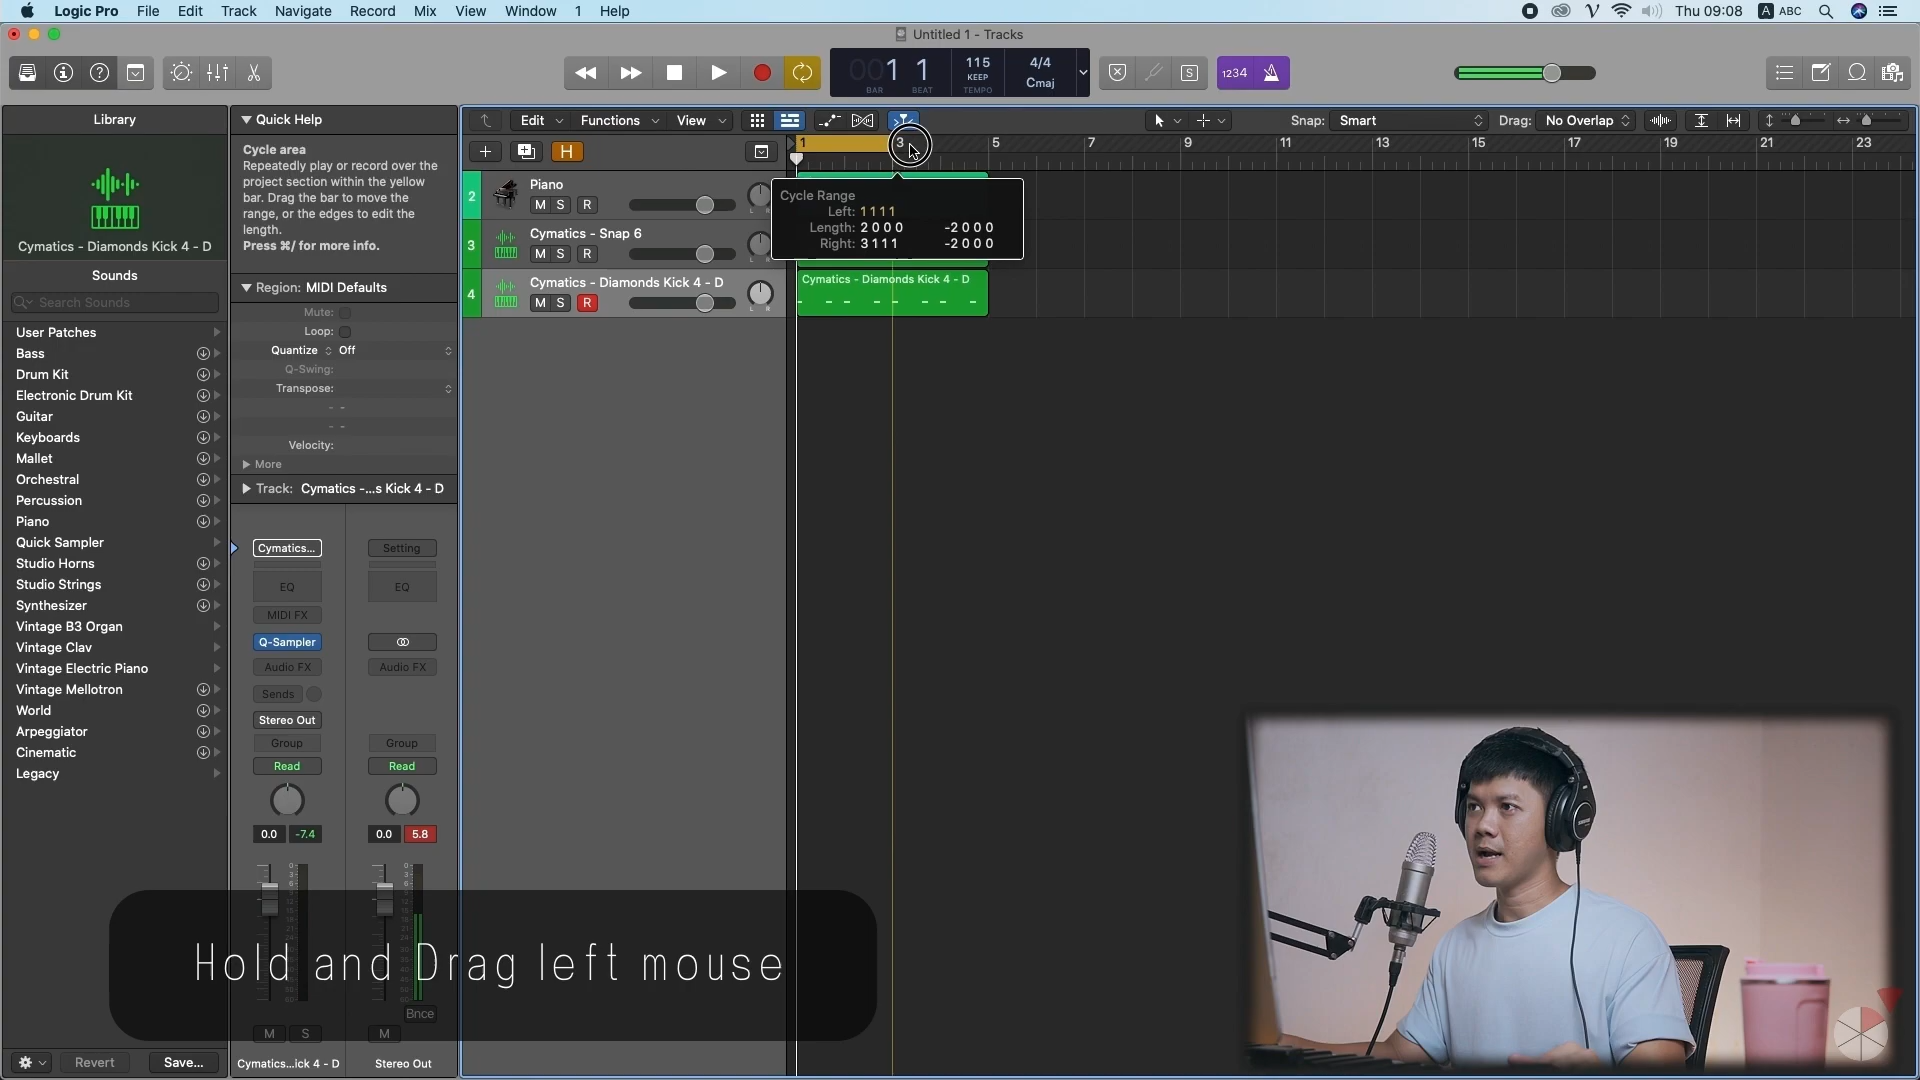 Logic Pro File Edit Track Navigate Record Mix View Window 1 Help
Thu 09:08 A ABC
Untitled 1 - Tracks
001 1
BAR BEAT
115
KEEP
TEMPO
4/4
Cmaj
S
1234
Library
Cymatics - Diamonds Kick 4 - D
Sounds
Search Sounds
User Patches
Bass
Drum Kit
Electronic Drum Kit
Guitar
Keyboards
Mallet
Orchestral
Percussion
Piano
Quick Sampler
Studio Horns
Studio Strings
Synthesizer
Vintage B3 Organ
Vintage Clav
Vintage Electric Piano
Vintage Mellotron
World
Arpeggiator
Cinematic
Legacy
Revert
Save...
Quick Help
Cycle area
Repeatedly play or record over the
project section within the yellow
bar. Drag the bar to move the
range, or the edges to edit the
length.
Press ⌘/ for more info.
Region: MIDI Defaults
Mute:
Loop:
Quantize Off
Q-Swing:
Transpose:
- -
- -
Velocity:
More
Track: Cymatics -...s Kick 4 - D
Cymatics... Setting
EQ EQ
MIDI FX
Q-Sampler
Audio FX Audio FX
Sends
Stereo Out
Group Group
Read Read
0.0 -7.4 0.0 5.8
Bnce
M S M
Cymatics...ick 4 - D Stereo Out
Edit Functions View
Snap: Smart Drag: No Overlap
H
1 3 5 7 9 11 13 15 17 19 21 23
2 Piano
M S R
L R
3 Cymatics - Snap 6
M S R
L R
4 Cymatics - Diamonds Kick 4 - D
M S R
L R
Cycle Range
Left: 1 1 1 1
Length: 2 0 0 0 -2 0 0 0
Right: 3 1 1 1 -2 0 0 0
Cymatics - Diamonds Kick 4 - D
Hold and Drag left mouse